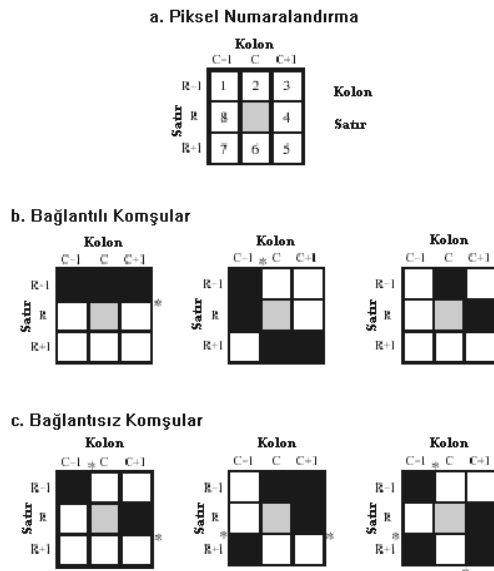 a. Piksel Numaralandırma
Kolon
C-1 C C+1
R-1 1 2 3
Satır R 8 4
R+1 7 6 5
Kolon
Satır
b. Bağlantılı Komşular
Kolon Kolon
C-1 C C+1 C-1 * C C+1 C-1 C C+1
R-1 R-1 R-1
*
Satır R Satır R Satır R
R+1 R+1 R+1
c. Bağlantısız Komşular
Kolon Kolon Kolon
C-1 * C C+1 C-1 C C+1 C-1 * C C+1
R-1 R-1 R-1
Satır R Satır R Satır R
* * * *
R+1 R+1 R+1
*